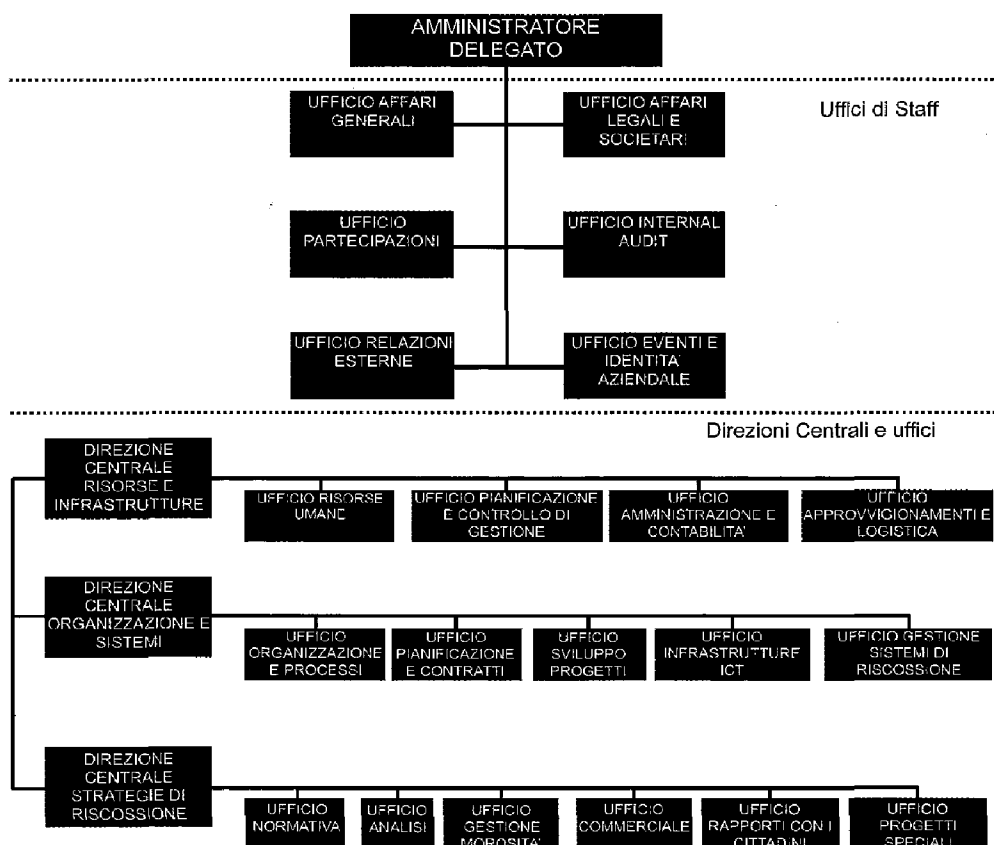 AMMINISTRATORE
DELEGATO
UFFICIO AFFARI
GENERALI
UFFICIO AFFARI
LEGALI E
SOCIETARI
Uffici di Staff
UFFICIO
PARTECIPAZIONI
UFFICIO INTERNAL
AUDIT
UFFICIO RELAZIONI
ESTERNE
UFFICIO EVENTI E
IDENTITA'
AZIENDALE
Direzioni Centrali e uffici
DIREZIONE
CENTRALE
RISORSE E
INFRASTRUTTURE
UFFICIO RISORSE
UMANE
UFFICIO PIANIFICAZIONE
E CONTROLLO DI
GESTIONE
UFFICIO
AMMINISTRAZIONE E
CONTABILITA'
UFFICIO
APPROVVIGIONAMENTI E
LOGISTICA
DIREZIONE
CENTRALE
ORGANIZZAZIONE E
SISTEMI
UFFICIO
ORGANIZZAZIONE
E PROCESSI
UFFICIO
PIANIFICAZIONE
E CONTRATTI
UFFICIO
SVILUPPO
PROGETTI
UFFICIO
INFRASTRUTTURE
ICT
UFFICIO GESTIONE
SISTEMI DI
RISCOSSIONE
DIREZIONE
CENTRALE
STRATEGIE DI
RISCOSSIONE
UFFICIO
NORMATIVA
UFFICIO
ANALISI
UFFICIO
GESTIONE
MOROSITA'
UFFICIO
COMMERCIALE
UFFICIO
RAPPORTI CON I
CITTADINI
UFFICIO
PROGETTI
SPECIALI